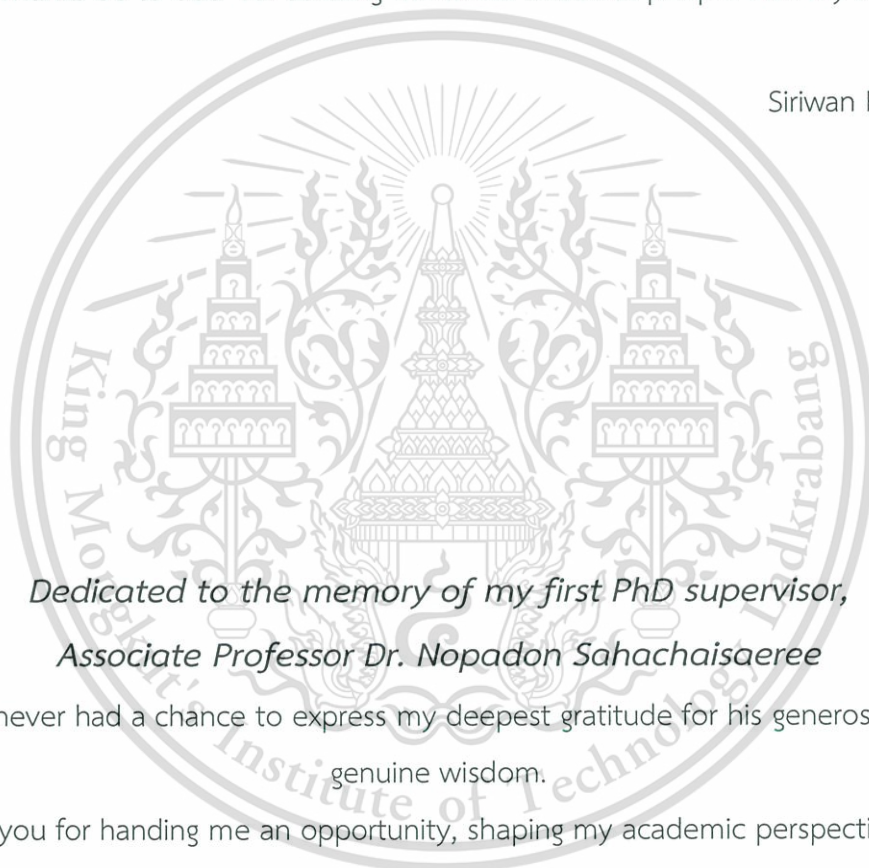 Siriwan
Dedicated to the memory of my first PhD supervisor,
Associate Professor Dr. Nopadon Sahachaisaeree
never had a chance to express my deepest gratitude for his
genuine wisdom.
you for handing me an opportunity, shaping my academic
King Mongkut's Institute of Technology Ladkrabang